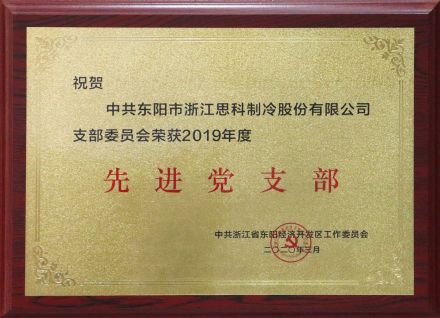 祝贺
中共东阳市浙江思科制冷股份有限公司
支部委员会荣获2019年度
先进党支部
中共浙江省东阳经济开发区工作委员会
二〇二〇年三月